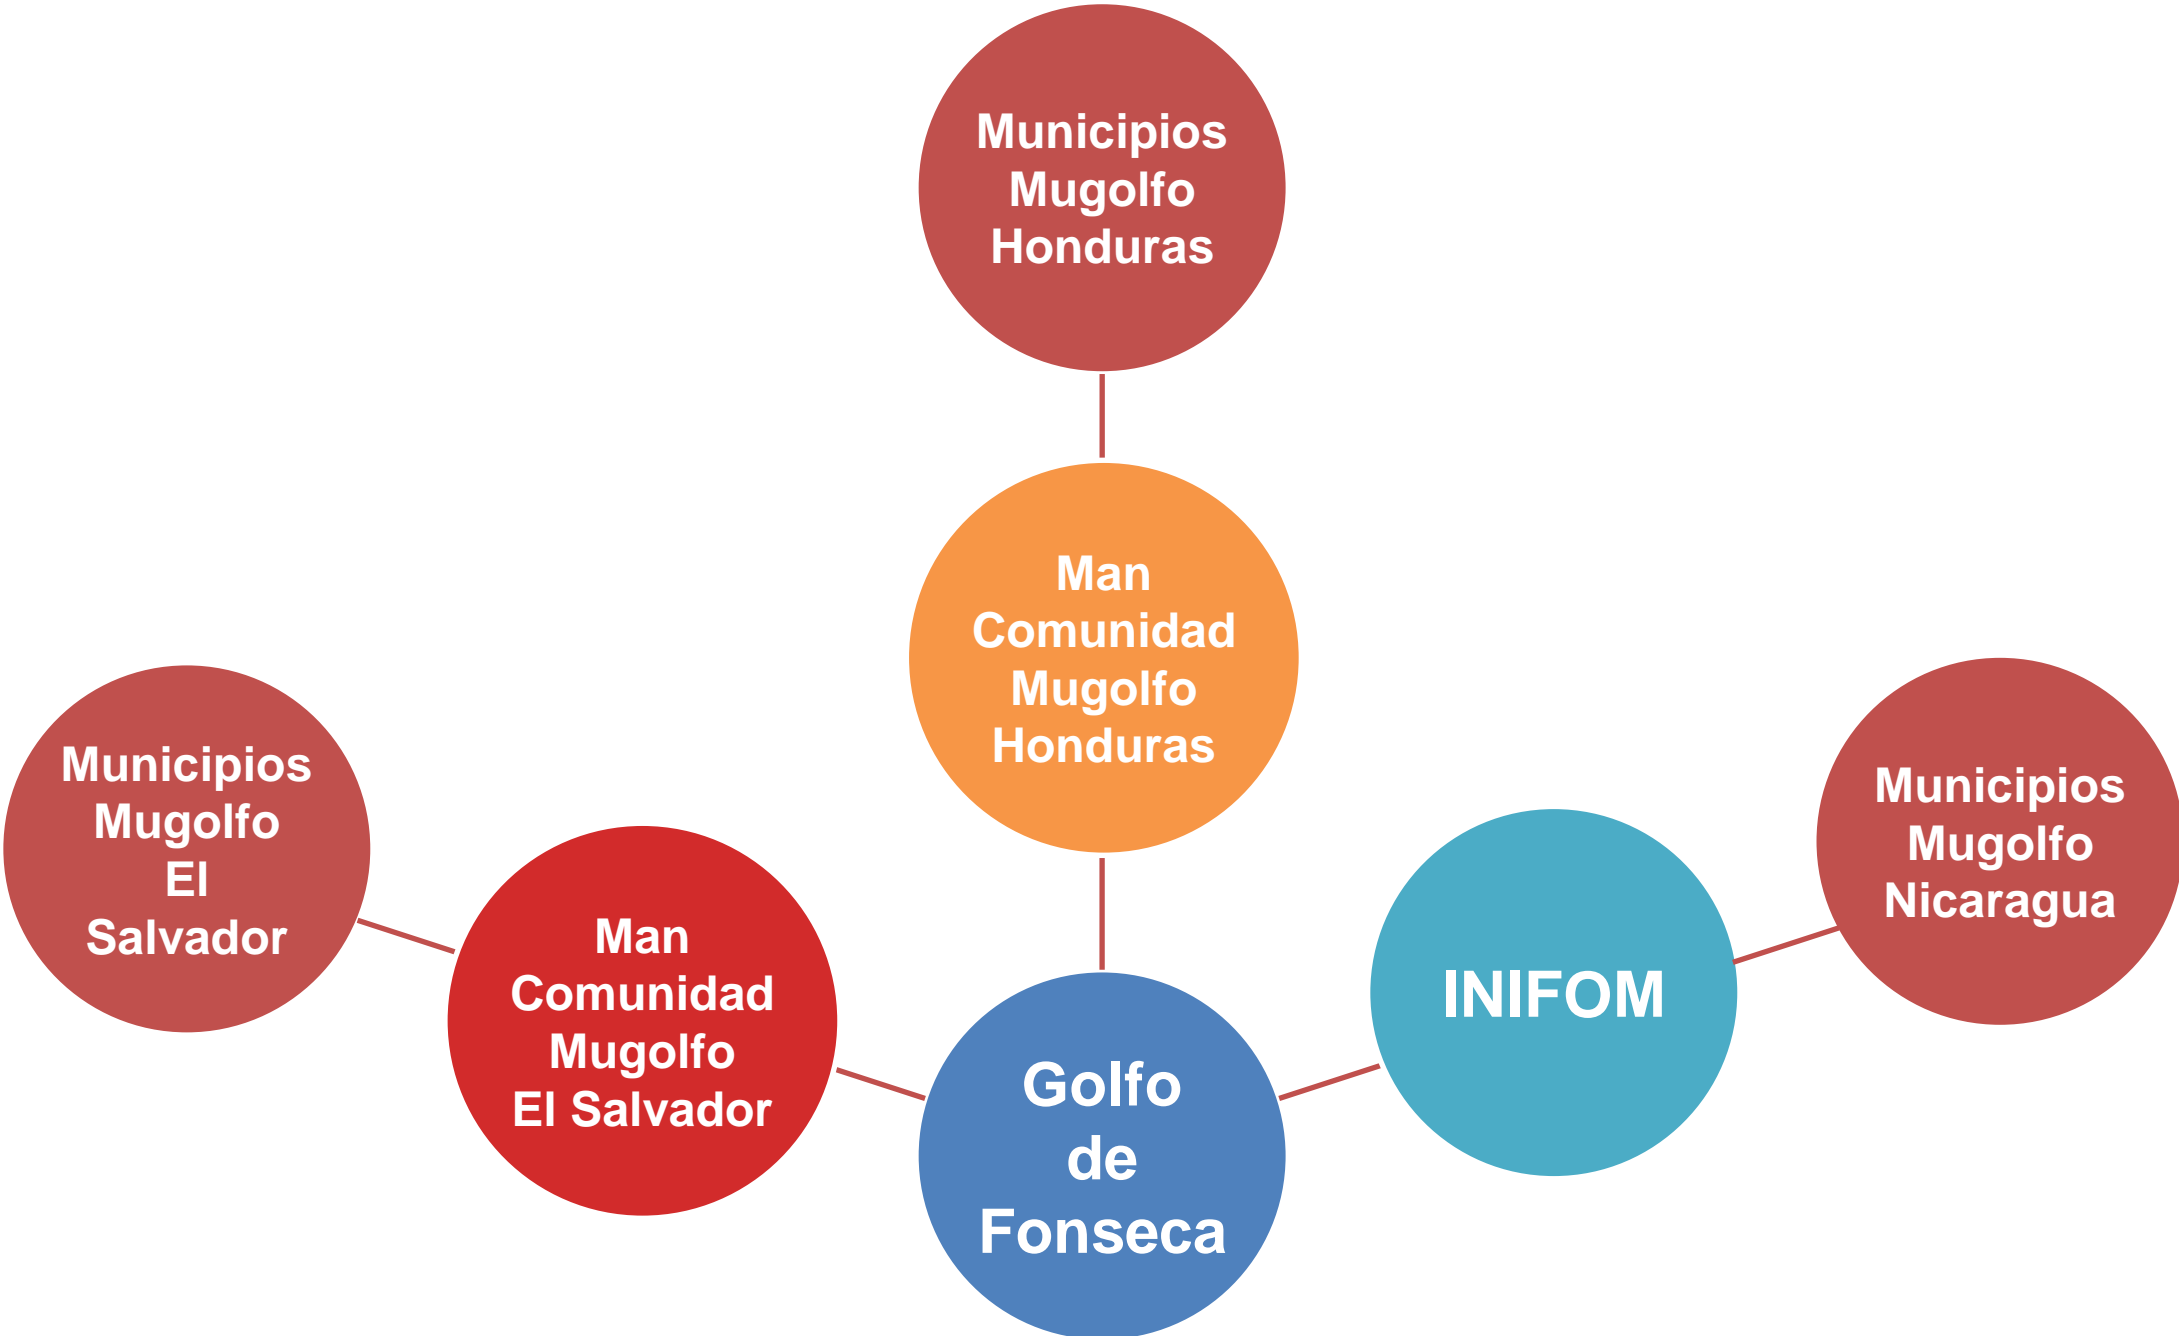 Municipios
Mugolfo
Honduras
Man
Comunidad
Mugolfo
Honduras
Municipios
Mugolfo
El
Salvador
Man
Comunidad
Mugolfo
El Salvador
Golfo
de
Fonseca
INIFOM
Municipios
Mugolfo
Nicaragua